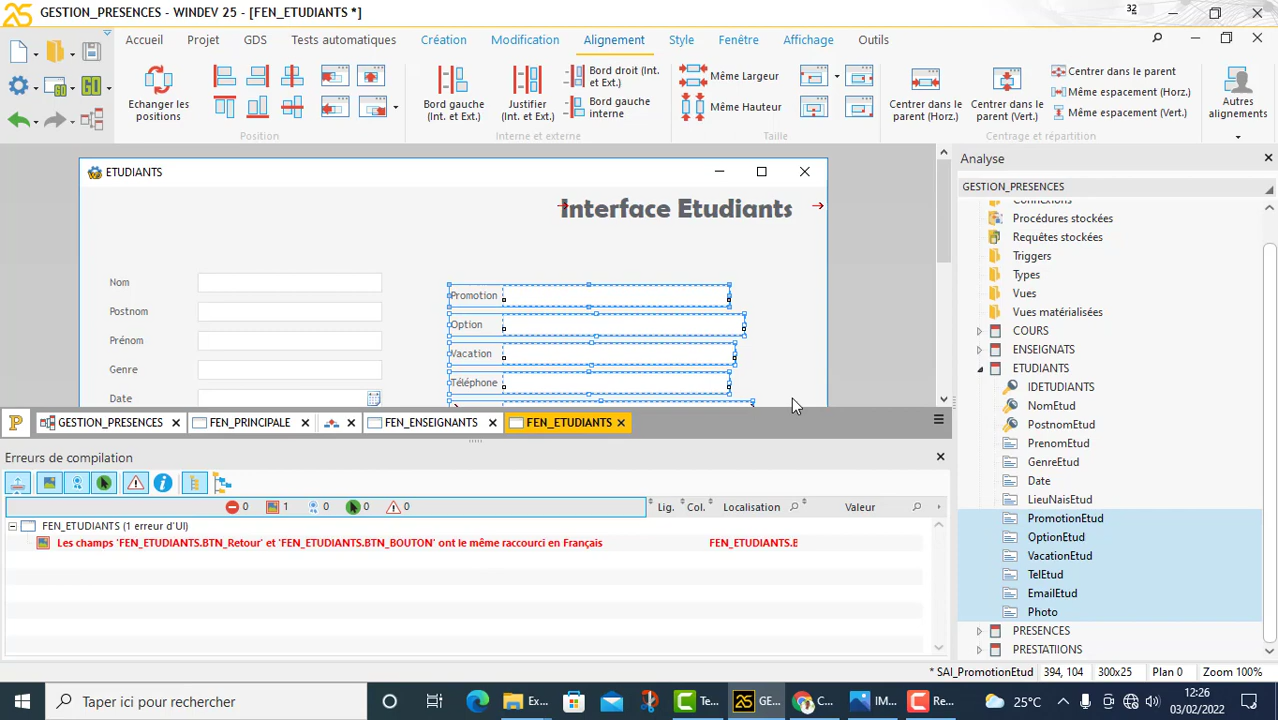 GESTION_PRESENCES - WINDEV 25 - [FEN_ETUDIANTS *]
32
Accueil Projet GDS Tests automatiques Création Modification Alignement Style Fenêtre Affichage Outils
Echanger les positions
Position
Bord gauche (Int. et Ext.)
Justifier (Int. et Ext.)
Bord droit (Int. et Ext.)
Bord gauche interne
Interne et externe
Même Largeur
Même Hauteur
Taille
Centrer dans le parent (Horz.)
Centrer dans le parent (Vert.)
Centrer dans le parent
Même espacement (Horz.)
Même espacement (Vert.)
Centrage et répartition
Autres alignements
ETUDIANTS
Interface Etudiants
Nom
Postnom
Prénom
Genre
Date
Promotion
Option
Vacation
Téléphone
GESTION_PRESENCES FEN_PRINCIPALE FEN_ENSEIGNANTS FEN_ETUDIANTS
Erreurs de compilation
0 1 0 0 0 Lig. Col. Localisation Valeur
FEN_ETUDIANTS (1 erreur d'UI)
Les champs 'FEN_ETUDIANTS.BTN_Retour' et 'FEN_ETUDIANTS.BTN_BOUTON' ont le même raccourci en Français FEN_ETUDIANTS.B
Analyse
GESTION_PRESENCES
Connexions
Procédures stockées
Requêtes stockées
Triggers
Types
Vues
Vues matérialisées
COURS
ENSEIGNATS
ETUDIANTS
IDETUDIANTS
NomEtud
PostnomEtud
PrenomEtud
GenreEtud
Date
LieuNaisEtud
PromotionEtud
OptionEtud
VacationEtud
TelEtud
EmailEtud
Photo
PRESENCES
PRESTATIIONS
* SAI_PromotionEtud 394, 104 300x25 Plan 0 Zoom 100%
Taper ici pour rechercher
Ex...
Te...
GE...
C...
IM...
Re...
25°C
12:26
03/02/2022